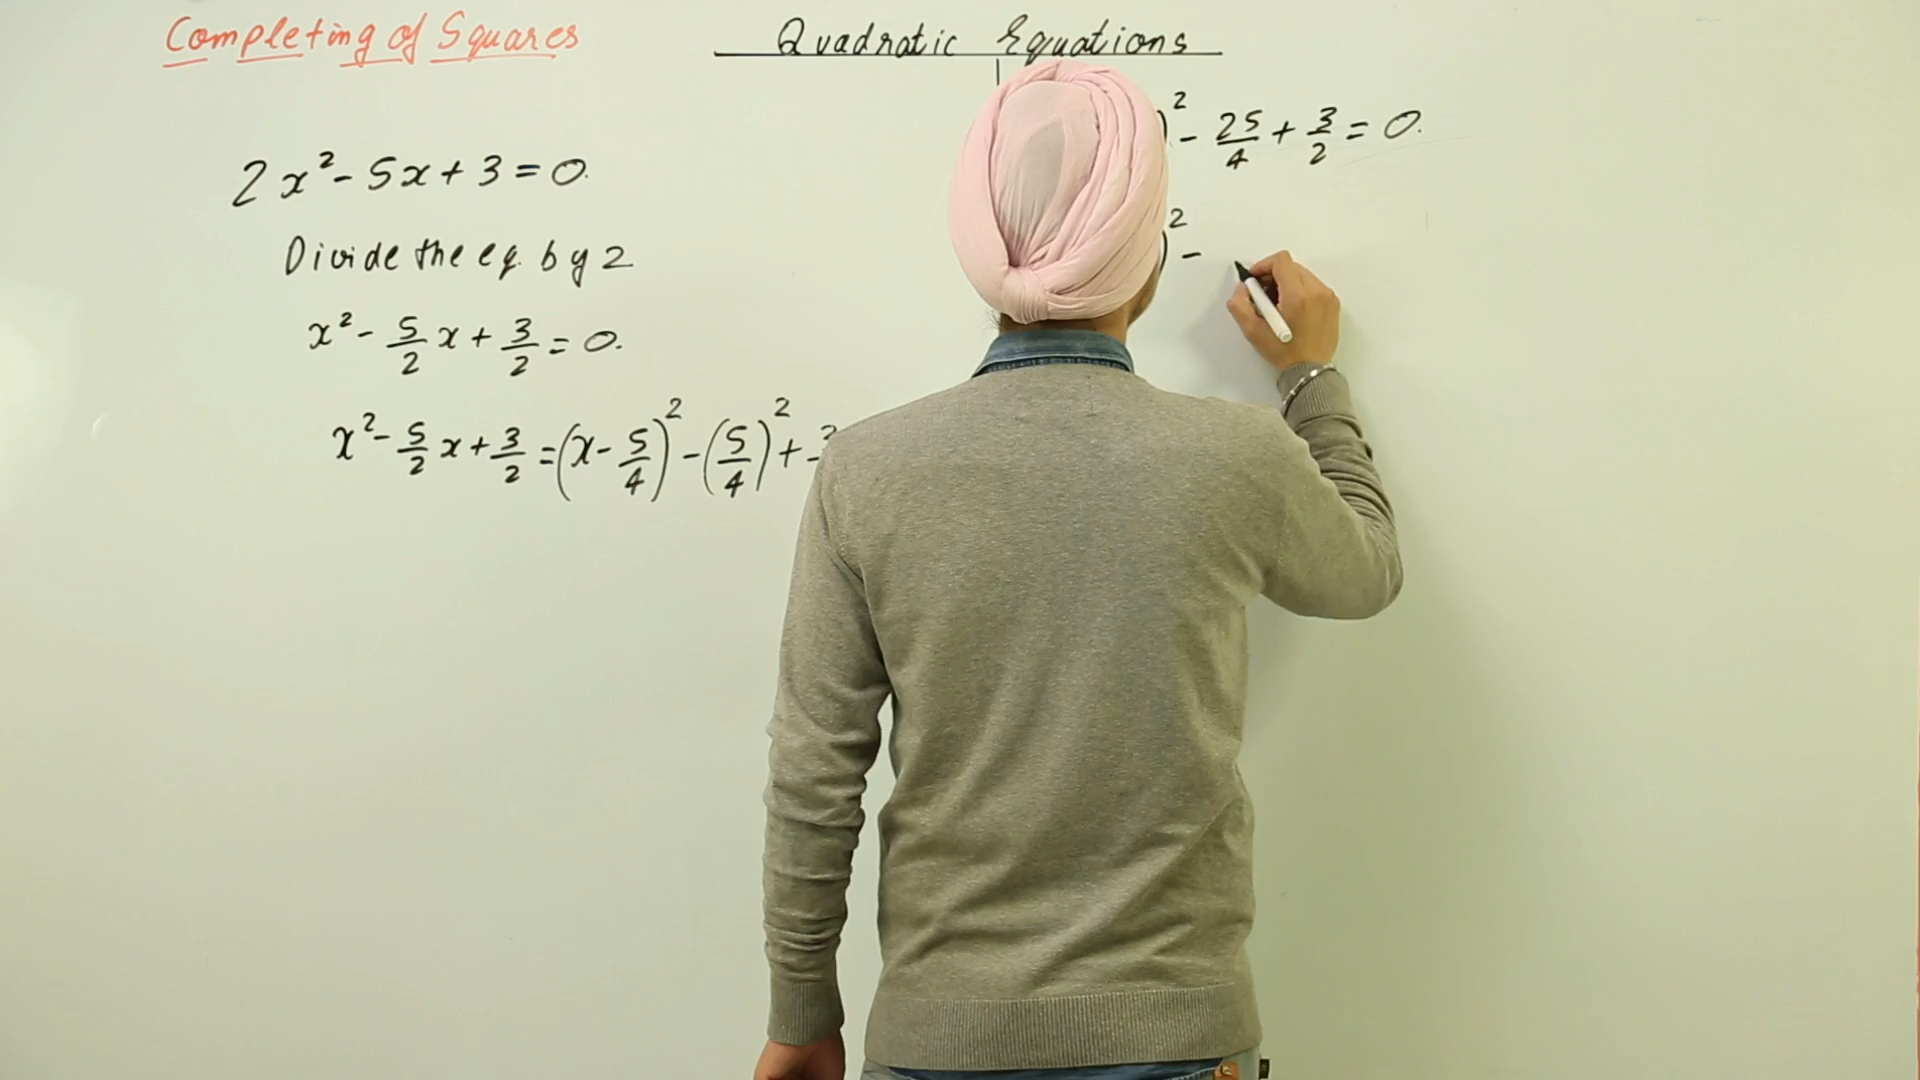 Completing of Squares
Quadratic Equations
2x² - 5x + 3 = 0.
Divide the eq. by 2
x² - 5/2 x + 3/2 = 0.
x² - 5/2 x + 3/2 = (x - 5/4)² - (5/4)² +
)² - 25/4 + 3/2 = 0.
)² -